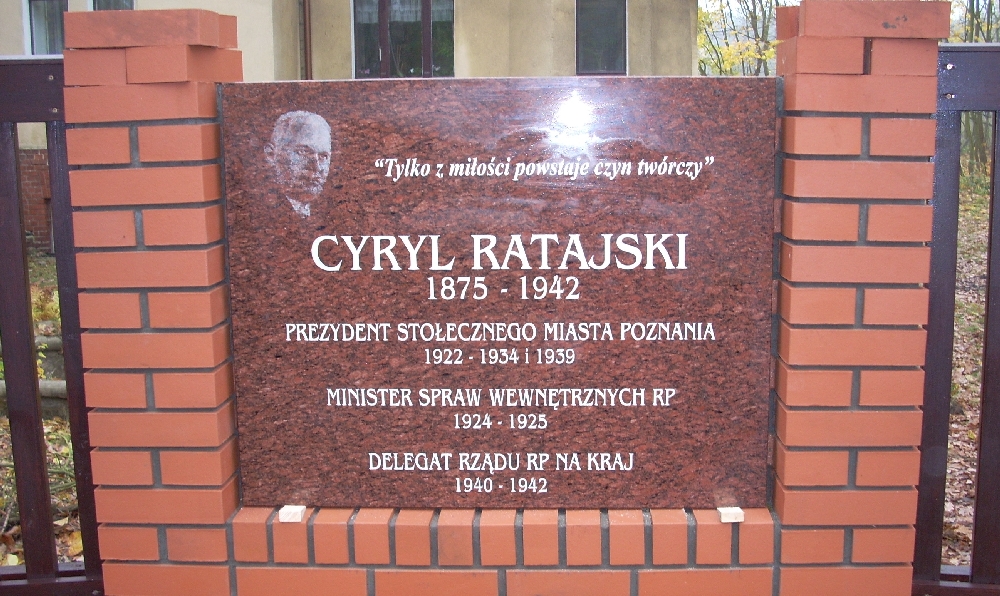 “Tylko z miłości powstaje czyn twórczy”
CYRYL RATAJSKI
1875 - 1942
PREZYDENT STOŁECZNEGO MIASTA POZNANIA
1922 - 1934 i 1939
MINISTER SPRAW WEWNĘTRZNYCH RP
1924 - 1925
DELEGAT RZĄDU RP NA KRAJ
1940 - 1942